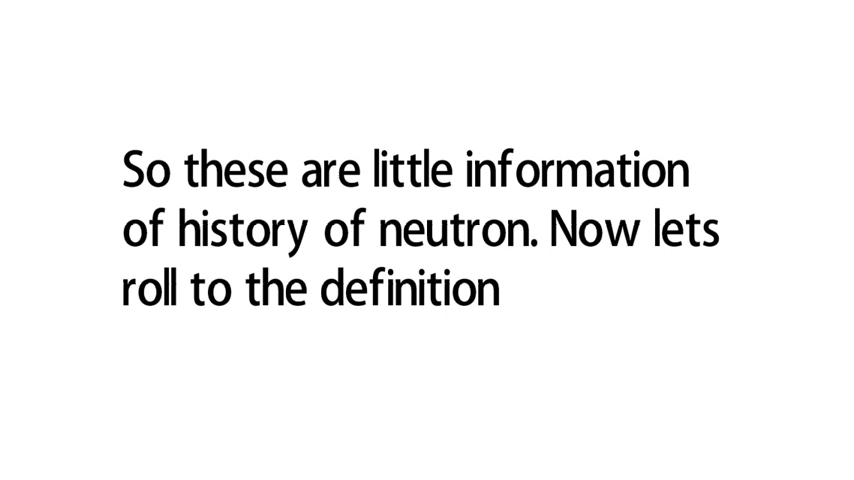 So these are little information
of history of neutron. Now lets
roll to the definition